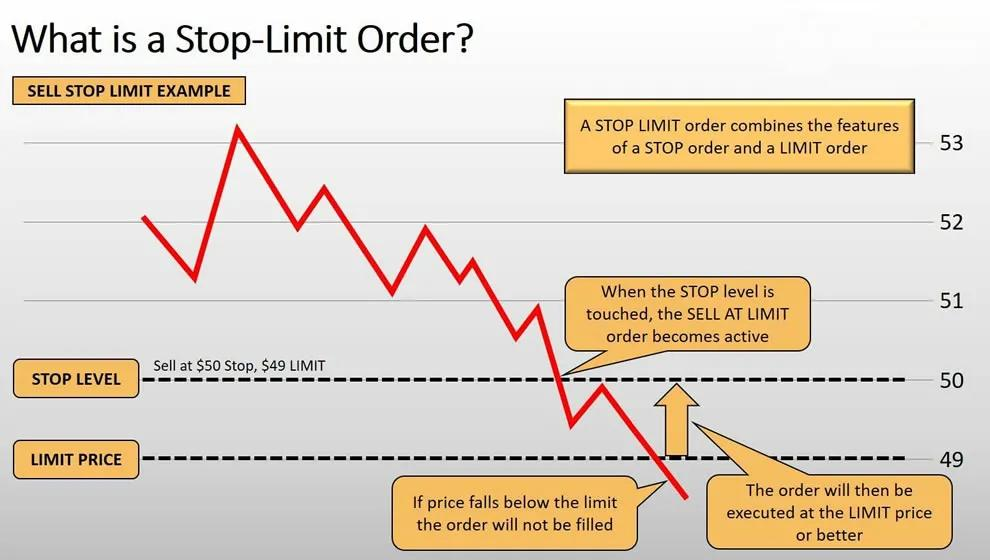 What is a Stop-Limit Order?
SELL STOP LIMIT EXAMPLE
A STOP LIMIT order combines the features
of a STOP order and a LIMIT order
53
52
51
When the STOP level is
touched, the SELL AT LIMIT
order becomes active
Sell at $50 Stop, $49 LIMIT
STOP LEVEL
50
LIMIT PRICE
49
If price falls below the limit
the order will not be filled
The order will then be
executed at the LIMIT price
or better